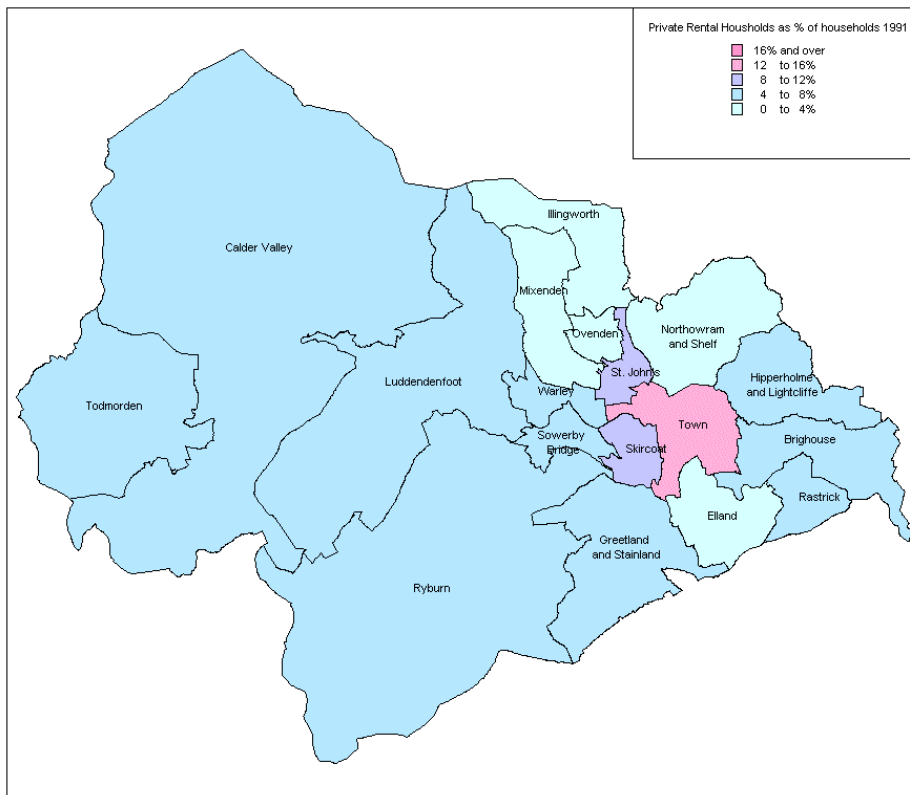 Private Rental Housholds as % of households 1991
16% and over
12 to 16%
8 to 12%
4 to 8%
0 to 4%
Illingworth
Calder Valley
Mixenden
Ovenden
Northowram
and Shelf
St. John's
Hipperholme
and Lightcliffe
Luddendenfoot
Warley
Todmorden
Town
Sowerby
Bridge
Skircoat
Brighouse
Rastrick
Elland
Greetland
and Stainland
Ryburn